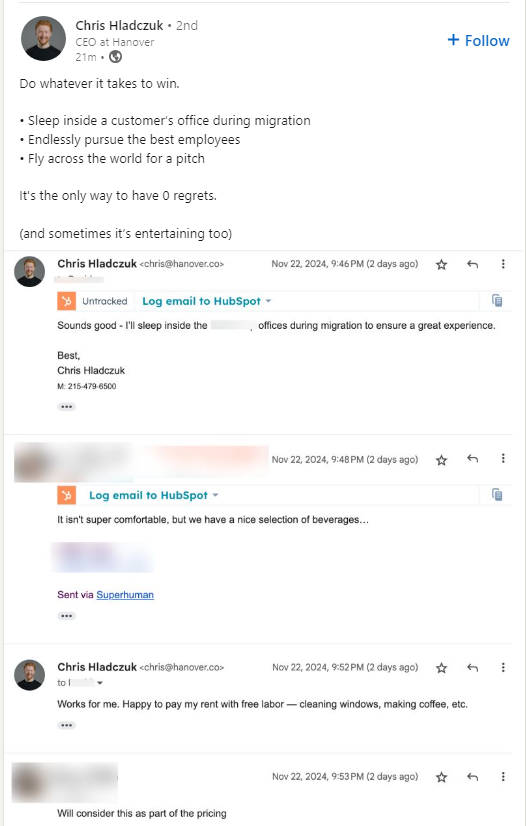 Chris Hladczuk • 2nd
CEO at Hanover
21m •
+ Follow
Do whatever it takes to win.
• Sleep inside a customer's office during migration
• Endlessly pursue the best employees
• Fly across the world for a pitch
It's the only way to have 0 regrets.
(and sometimes it's entertaining too)
Chris Hladczuk <chris@hanover.co> Nov 22, 2024, 9:46 PM (2 days ago)
Untracked Log email to HubSpot
Sounds good - I'll sleep inside the , offices during migration to ensure a great experience.
Best,
Chris Hladczuk
M: 215-479-6500
Nov 22, 2024, 9:48 PM (2 days ago)
Log email to HubSpot
It isn't super comfortable, but we have a nice selection of beverages...
Sent via Superhuman
Chris Hladczuk <chris@hanover.co> Nov 22, 2024, 9:52 PM (2 days ago)
to
Works for me. Happy to pay my rent with free labor — cleaning windows, making coffee, etc.
Nov 22, 2024, 9:53 PM (2 days ago)
Will consider this as part of the pricing